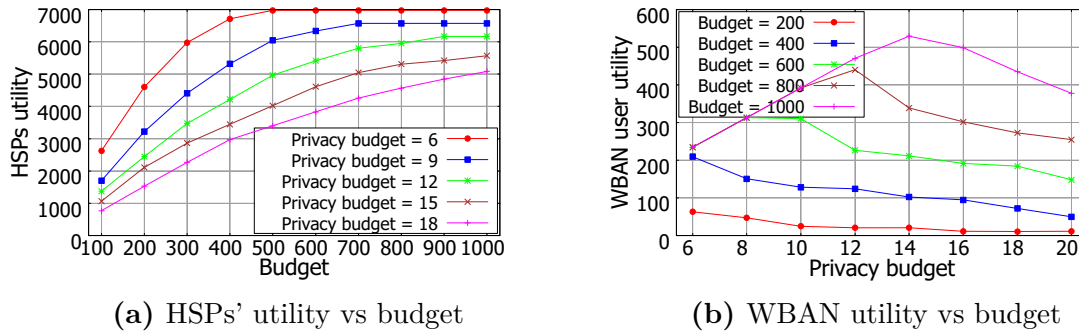 7000
6000
5000
4000
3000
2000
1000
0
HSPs utility
Privacy budget = 6
Privacy budget = 9
Privacy budget = 12
Privacy budget = 15
Privacy budget = 18
100 200 300 400 500 600 700 800 900 1000
Budget
(a) HSPs' utility vs budget
600
500
400
300
200
100
0
WBAN user utility
Budget = 200
Budget = 400
Budget = 600
Budget = 800
Budget = 1000
6 8 10 12 14 16 18 20
Privacy budget
(b) WBAN utility vs budget